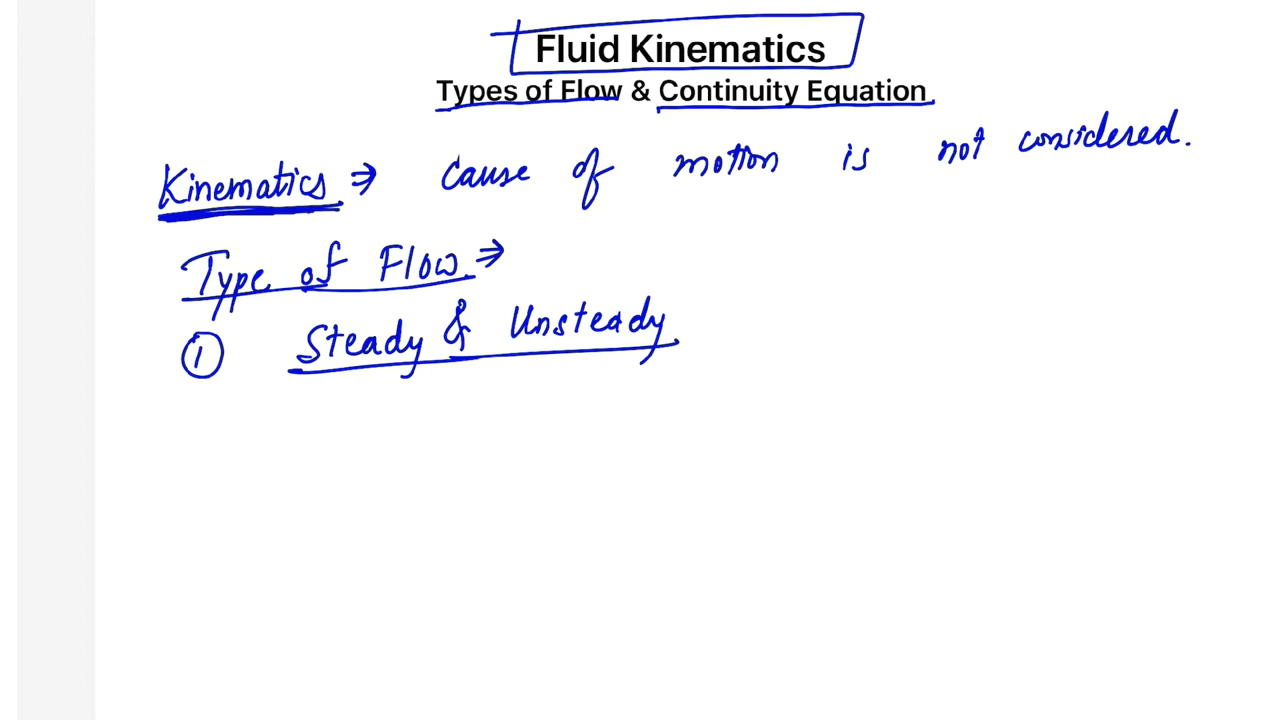 Fluid Kinematics
Types of Flow & Continuity Equation
Kinematics ⇒ Cause of motion is not considered.
Type of Flow ⇒
① Steady & Unsteady